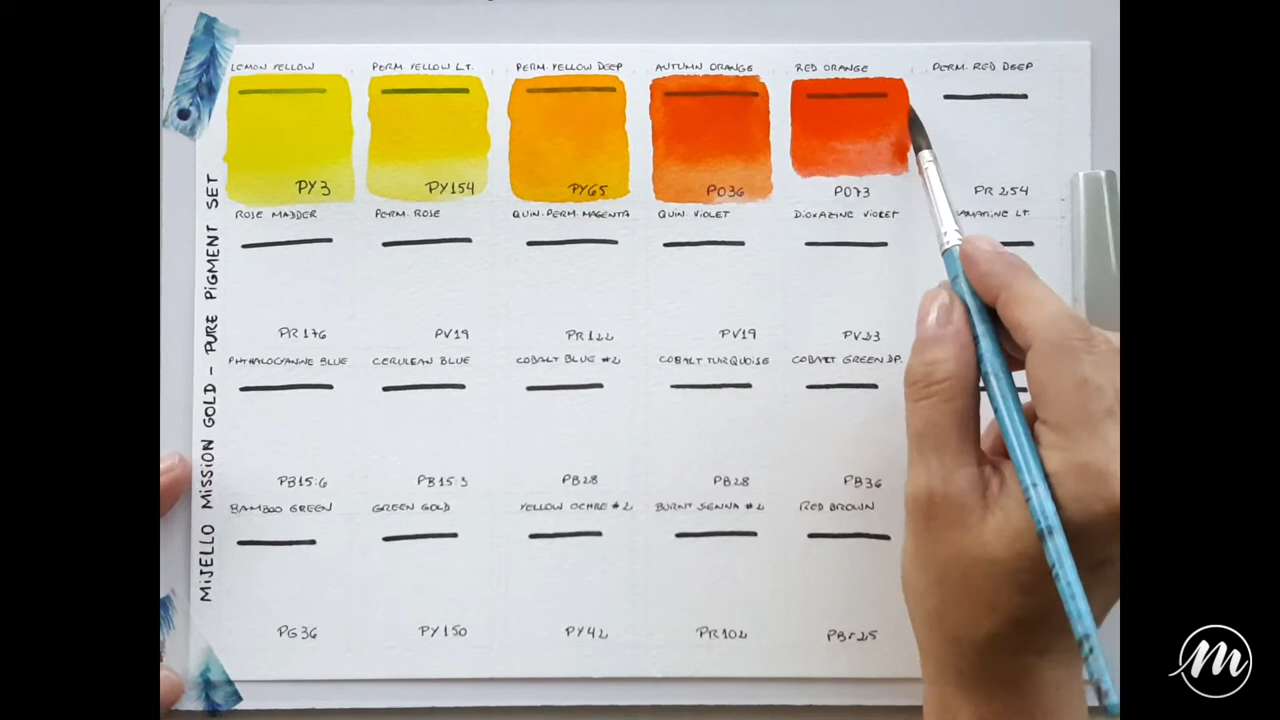 LEMON YELLOW PERM YELLOW LT. PERM. YELLOW DEEP AUTUMN ORANGE RED ORANGE PERM. RED DEEP
PY3 PY154 PY65 PO36 PO73 PR254
ROSE MADDER PERM. ROSE QUIN. PERM. MAGENTA QUIN. VIOLET DIOXAZINE VIOLET LT.
PR176 PV19 PR122 PV19 PV23
PHTHALOCYANINE BLUE CERULEAN BLUE COBALT BLUE #2 COBALT TURQUOISE COBALT GREEN DP.
PB15:6 PB15:3 PB28 PB28 PB36
BAMBOO GREEN GREEN GOLD YELLOW OCHRE #2 BURNT SIENNA #2 RED BROWN
PG36 PY150 PY42 PR102 PBr25
MiJELLO MiSSiON GOLD - PURE PiGMENT SET
m